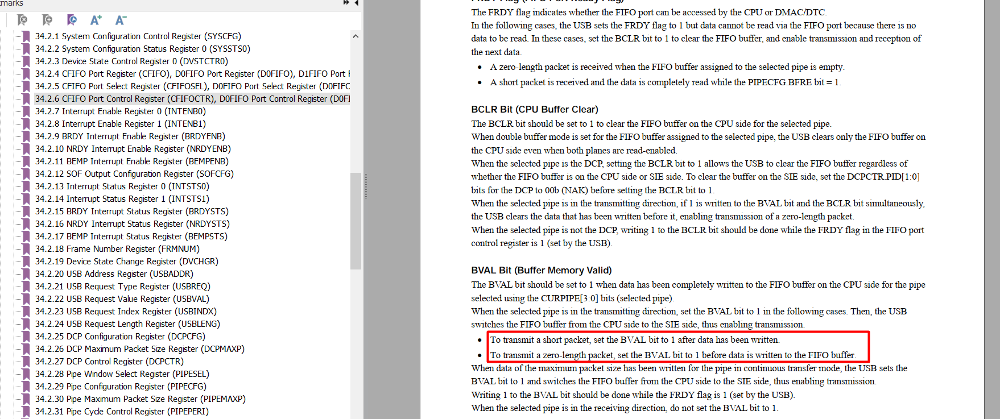 kmarks
34.2.1 System Configuration Control Register (SYSCFG)
34.2.2 System Configuration Status Register 0 (SYSSTS0)
34.2.3 Device State Control Register 0 (DVSTCTR0)
34.2.4 CFIFO Port Register (CFIFO), D0FIFO Port Register (D0FIFO), D1FIFO Port F
34.2.5 CFIFO Port Select Register (CFIFOSEL), D0FIFO Port Select Register (D0FIFC
34.2.6 CFIFO Port Control Register (CFIFOCTR), D0FIFO Port Control Register (D0FI
34.2.7 Interrupt Enable Register 0 (INTENB0)
34.2.8 Interrupt Enable Register 1 (INTENB1)
34.2.9 BRDY Interrupt Enable Register (BRDYENB)
34.2.10 NRDY Interrupt Enable Register (NRDYENB)
34.2.11 BEMP Interrupt Enable Register (BEMPENB)
34.2.12 SOF Output Configuration Register (SOFCFG)
34.2.13 Interrupt Status Register 0 (INTSTS0)
34.2.14 Interrupt Status Register 1 (INTSTS1)
34.2.15 BRDY Interrupt Status Register (BRDYSTS)
34.2.16 NRDY Interrupt Status Register (NRDYSTS)
34.2.17 BEMP Interrupt Status Register (BEMPSTS)
34.2.18 Frame Number Register (FRMNUM)
34.2.19 Device State Change Register (DVCHGR)
34.2.20 USB Address Register (USBADDR)
34.2.21 USB Request Type Register (USBREQ)
34.2.22 USB Request Value Register (USBVAL)
34.2.23 USB Request Index Register (USBINDX)
34.2.24 USB Request Length Register (USBLENG)
34.2.25 DCP Configuration Register (DCPCFG)
34.2.26 DCP Maximum Packet Size Register (DCPMAXP)
34.2.27 DCP Control Register (DCPCTR)
34.2.28 Pipe Window Select Register (PIPESEL)
34.2.29 Pipe Configuration Register (PIPECFG)
34.2.30 Pipe Maximum Packet Size Register (PIPEMAXP)
34.2.31 Pipe Cycle Control Register (PIPEPERI)
FRDY Flag (FIFO Port Ready Flag)
The FRDY flag indicates whether the FIFO port can be accessed by the CPU or DMAC/DTC.
In the following cases, the USB sets the FRDY flag to 1 but data cannot be read via the FIFO port because there is no
data to be read. In these cases, set the BCLR bit to 1 to clear the FIFO buffer, and enable transmission and reception of
the next data.
• A zero-length packet is received when the FIFO buffer assigned to the selected pipe is empty.
• A short packet is received and the data is completely read while the PIPECFG.BFRE bit = 1.
BCLR Bit (CPU Buffer Clear)
The BCLR bit should be set to 1 to clear the FIFO buffer on the CPU side for the selected pipe.
When double buffer mode is set for the FIFO buffer assigned to the selected pipe, the USB clears only the FIFO buffer on
the CPU side even when both planes are read-enabled.
When the selected pipe is the DCP, setting the BCLR bit to 1 allows the USB to clear the FIFO buffer regardless of
whether the FIFO buffer is on the CPU side or SIE side. To clear the buffer on the SIE side, set the DCPCTR.PID[1:0]
bits for the DCP to 00b (NAK) before setting the BCLR bit to 1.
When the selected pipe is in the transmitting direction, if 1 is written to the BVAL bit and the BCLR bit simultaneously,
the USB clears the data that has been written before it, enabling transmission of a zero-length packet.
When the selected pipe is not the DCP, writing 1 to the BCLR bit should be done while the FRDY flag in the FIFO port
control register is 1 (set by the USB).
BVAL Bit (Buffer Memory Valid)
The BVAL bit should be set to 1 when data has been completely written to the FIFO buffer on the CPU side for the pipe
selected using the CURPIPE[3:0] bits (selected pipe).
When the selected pipe is in the transmitting direction, set the BVAL bit to 1 in the following cases. Then, the USB
switches the FIFO buffer from the CPU side to the SIE side, thus enabling transmission.
• To transmit a short packet, set the BVAL bit to 1 after data has been written.
• To transmit a zero-length packet, set the BVAL bit to 1 before data is written to the FIFO buffer.
When data of the maximum packet size has been written for the pipe in continuous transfer mode, the USB sets the
BVAL bit to 1 and switches the FIFO buffer from the CPU side to the SIE side, thus enabling transmission.
Writing 1 to the BVAL bit should be done while the FRDY flag is 1 (set by the USB).
When the selected pipe is in the receiving direction, do not set the BVAL bit to 1.